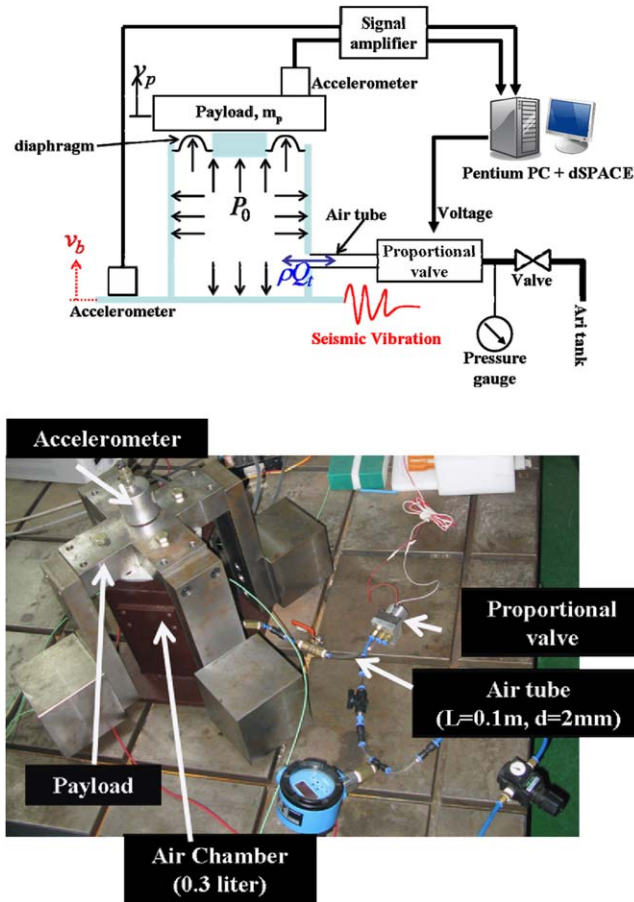 Signal
amplifier
Accelerometer
χp
Payload, mp
diaphragm
Pentium PC + dSPACE
P0
Air tube
Voltage
νb
ρQt
Proportional
valve
Valve
Accelerometer
Seismic Vibration
Pressure
gauge
Ari tank
Accelerometer
Proportional
valve
Air tube
(L=0.1m, d=2mm)
Payload
Air Chamber
(0.3 liter)